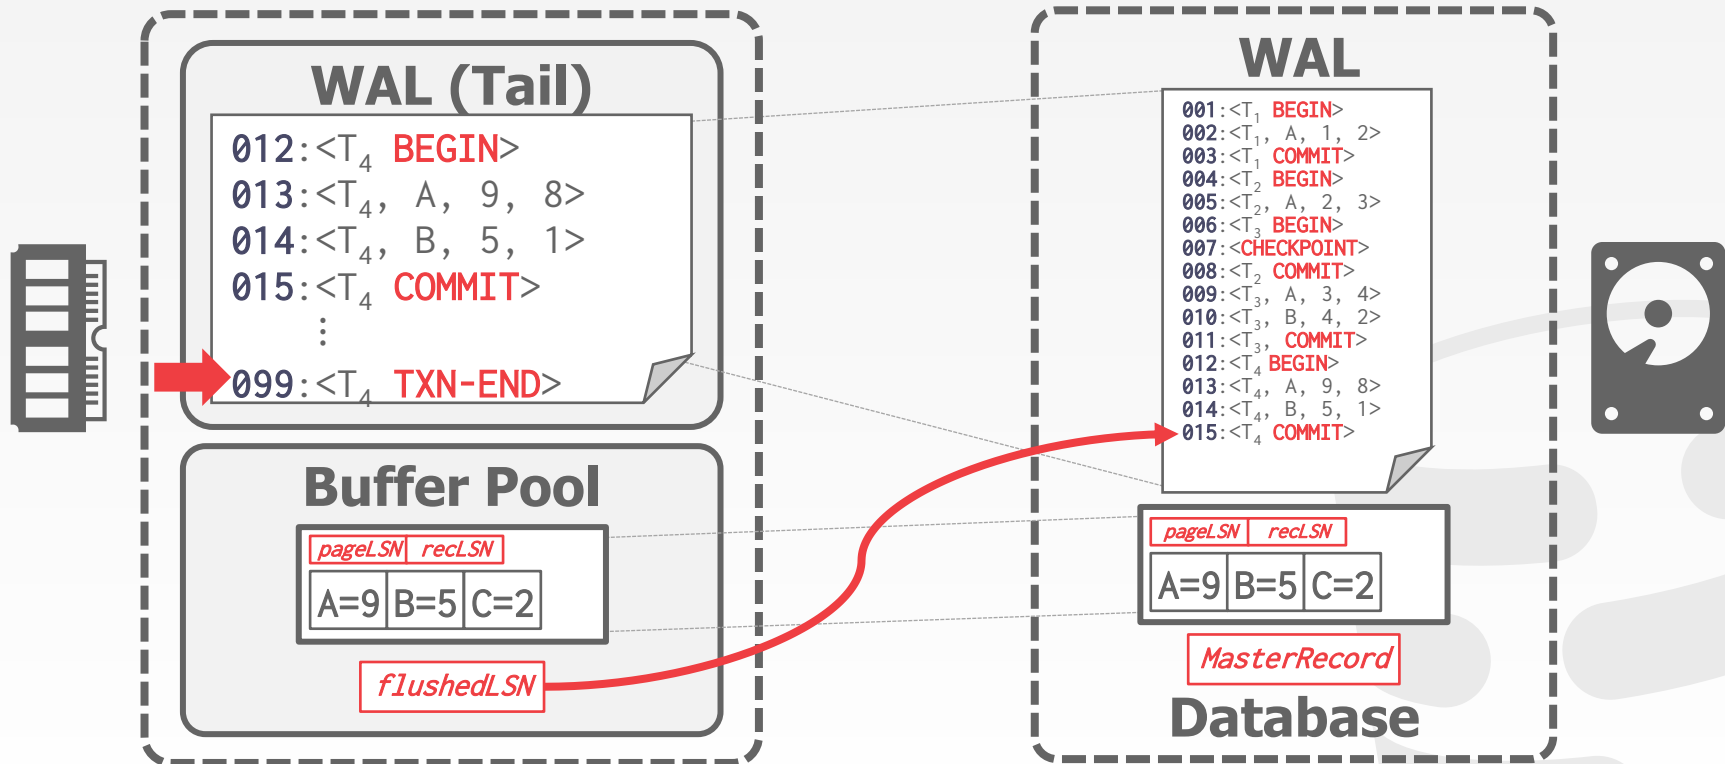 WAL (Tail)
012:<T4 BEGIN>
013:<T4, A, 9, 8>
014:<T4, B, 5, 1>
015:<T4 COMMIT>
⋮
099:<T4 TXN-END>
Buffer Pool
pageLSN recLSN
A=9 B=5 C=2
flushedLSN
WAL
001:<T1 BEGIN>
002:<T1, A, 1, 2>
003:<T1 COMMIT>
004:<T2 BEGIN>
005:<T2, A, 2, 3>
006:<T3 BEGIN>
007:<CHECKPOINT>
008:<T2 COMMIT>
009:<T3, A, 3, 4>
010:<T3, B, 4, 2>
011:<T3, COMMIT>
012:<T4 BEGIN>
013:<T4, A, 9, 8>
014:<T4, B, 5, 1>
015:<T4 COMMIT>
pageLSN recLSN
A=9 B=5 C=2
MasterRecord
Database